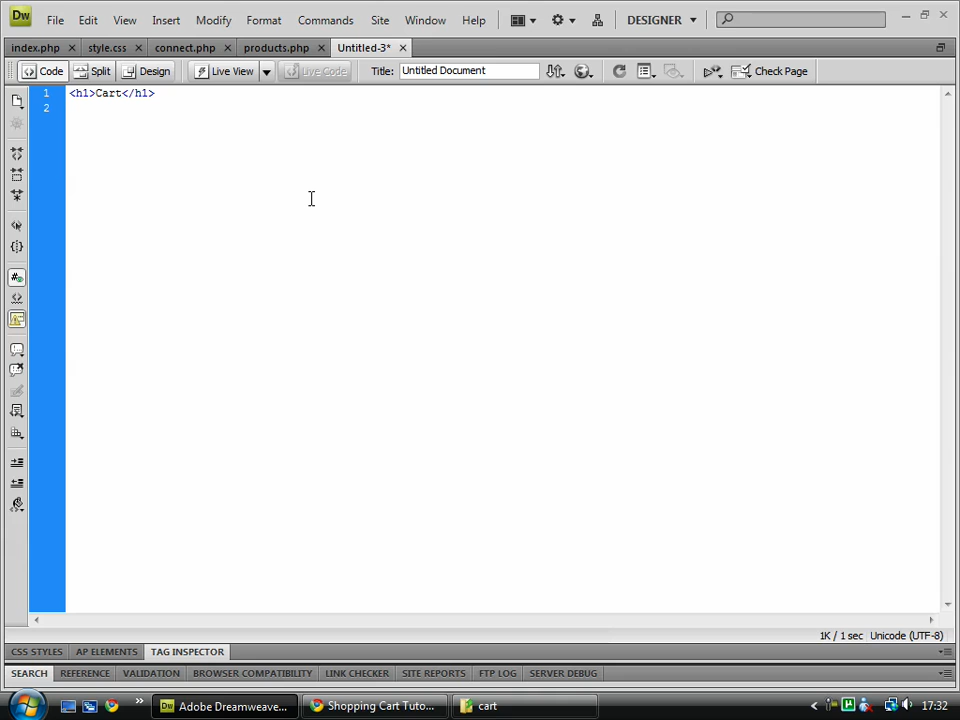 Dw File Edit View Insert Modify Format Commands Site Window Help DESIGNER
index.php style.css connect.php products.php Untitled-3*
Code Split Design Live View Live Code Title: Untitled Document Check Page
1 <h1>Cart</h1>
2
1K / 1 sec Unicode (UTF-8)
CSS STYLES AP ELEMENTS TAG INSPECTOR
SEARCH REFERENCE VALIDATION BROWSER COMPATIBILITY LINK CHECKER SITE REPORTS FTP LOG SERVER DEBUG
» Dw Adobe Dreamweave... Shopping Cart Tuto... cart 17:32